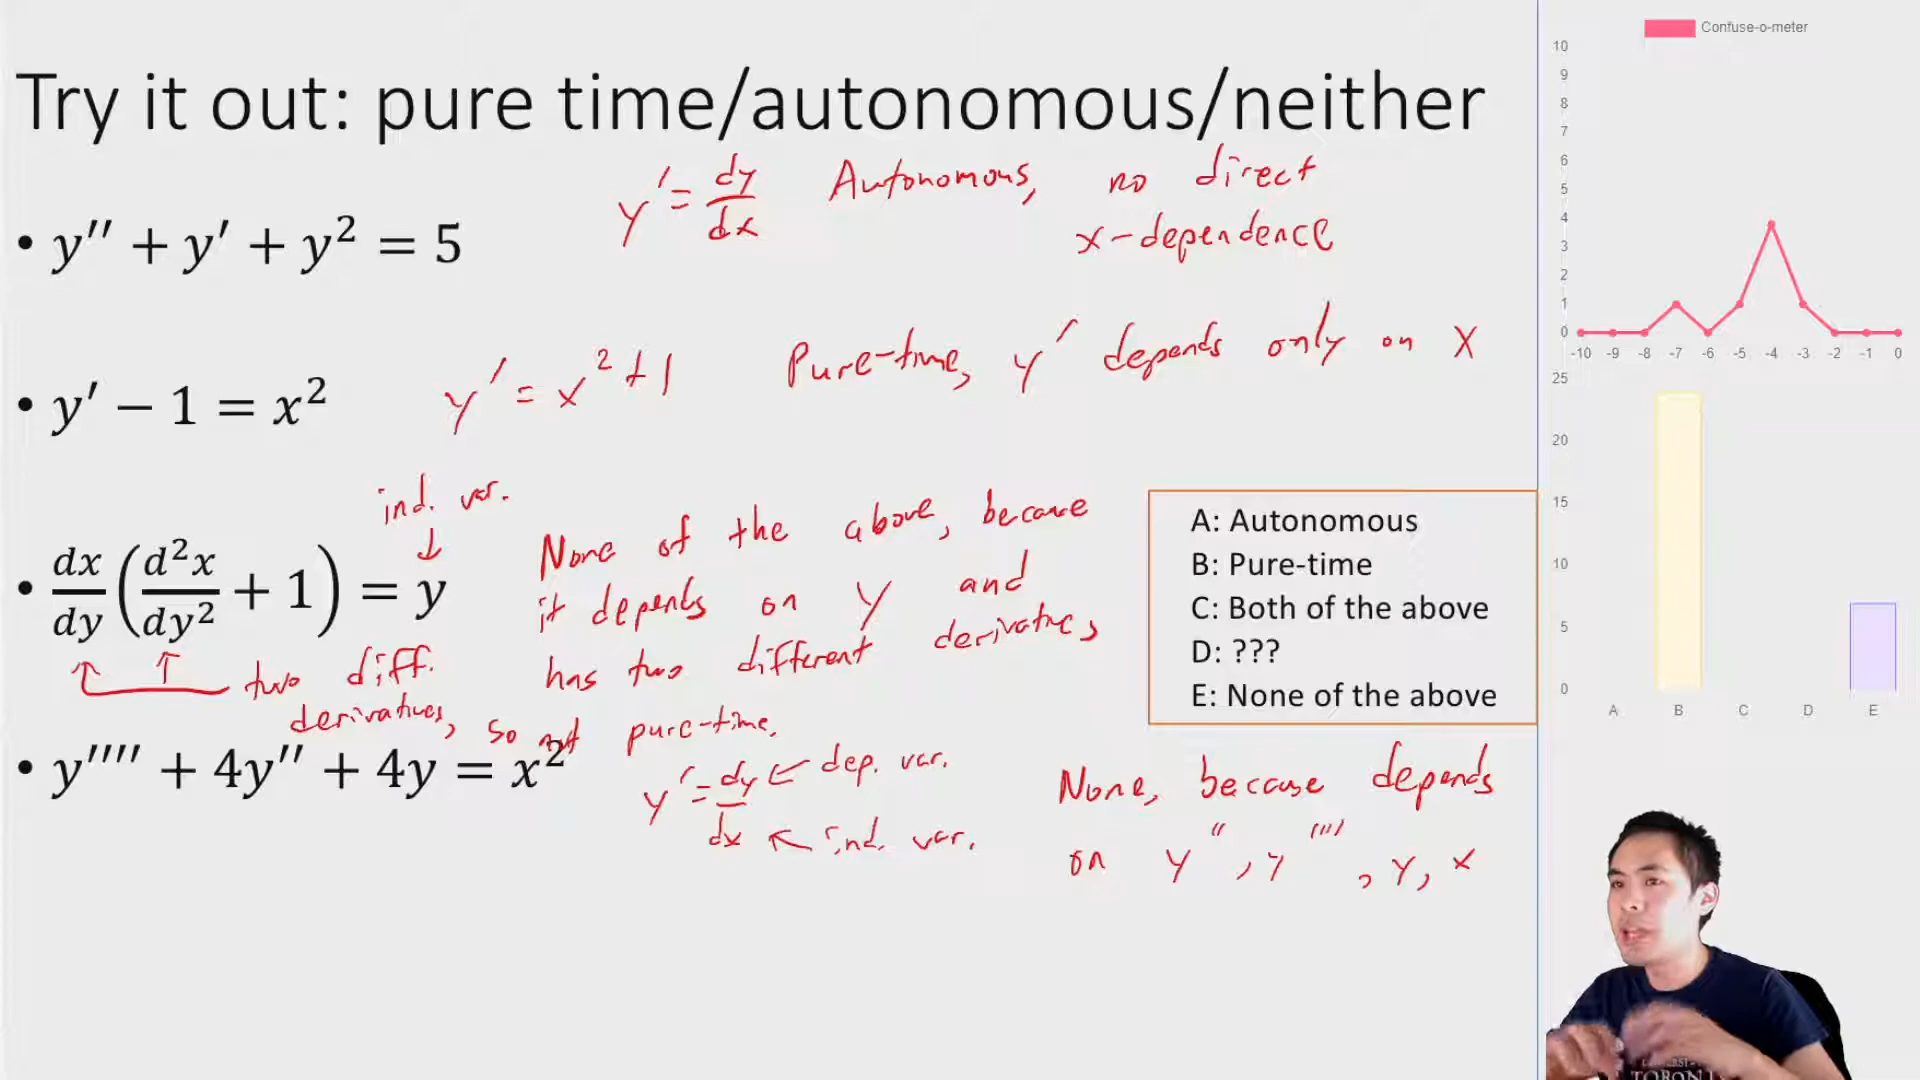 Try it out: pure time/autonomous/neither
y′ = dy/dx Autonomous, no direct
x-dependence
• y′′ + y′ + y² = 5
• y′ − 1 = x²
y′ = x² + 1 Pure-time, y′ depends only on x
ind. var.
↓
• dx/dy (d²x/dy² + 1) = y
None of the above, because
it depends on y and
has two different derivatives
two diff.
derivatives, so not pure-time.
• y′′′′ + 4y′′ + 4y = x²
y′ = dy ← dep. var.
dx ← ind. var.
A: Autonomous
B: Pure-time
C: Both of the above
D: ???
E: None of the above
None, because depends
on y′′, y′′′′, y, x
Confuse-o-meter
10
9
8
7
6
5
4
3
2
1
0
-10 -9 -8 -7 -6 -5 -4 -3 -2 -1 0
25
20
15
10
5
0
A B C D E
TORONT